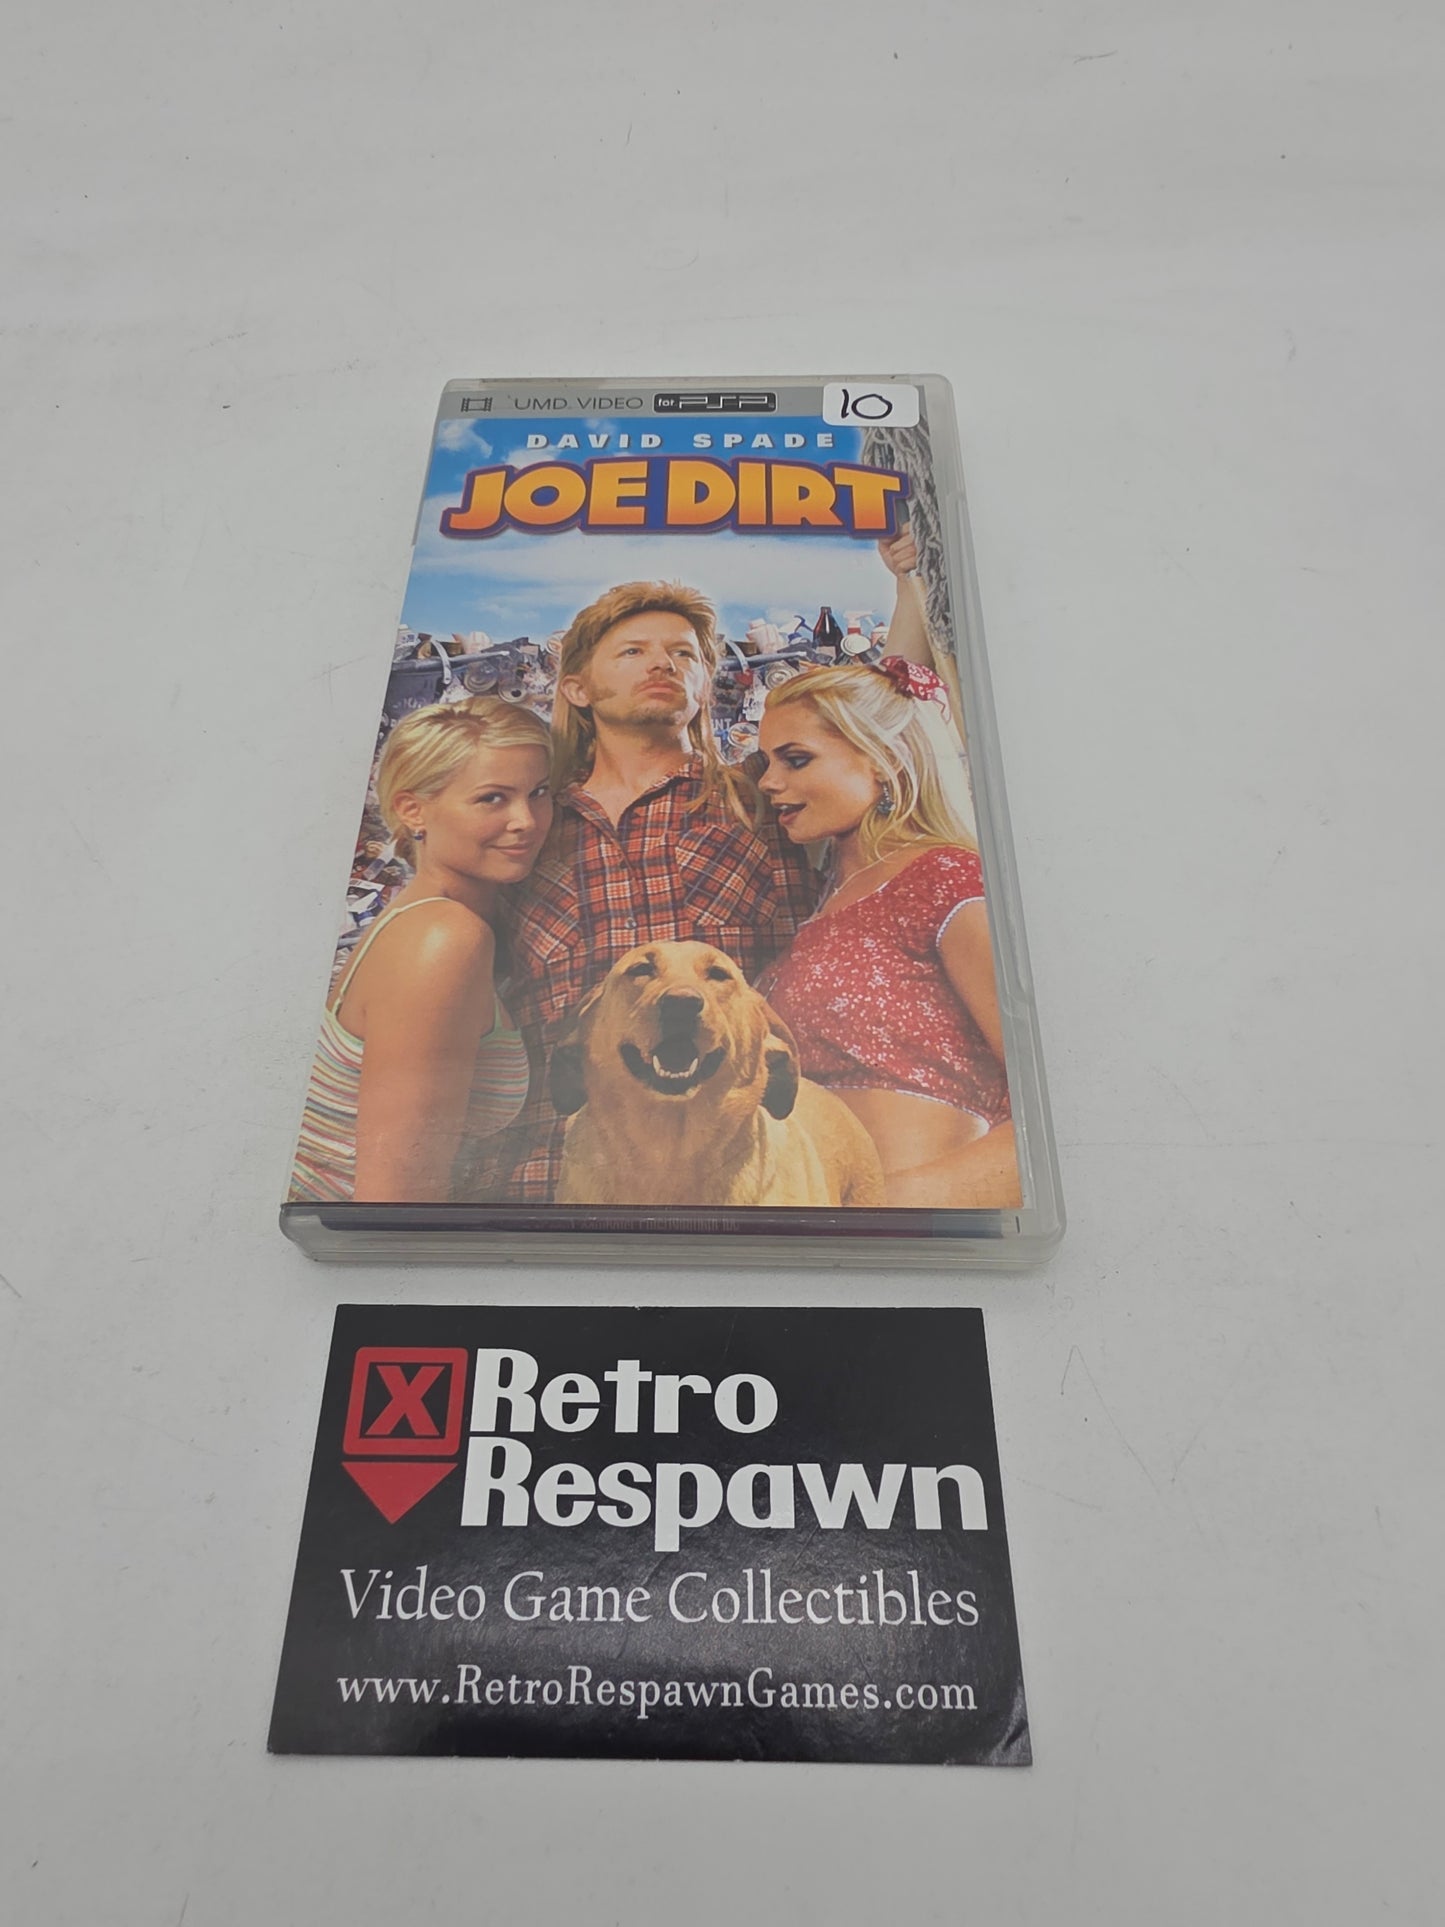 UMD VIDEO for PSP
10
DAVID SPADE
JOE DIRT
X Retro
Respawn
Video Game Collectibles
www.RetroRespawnGames.com